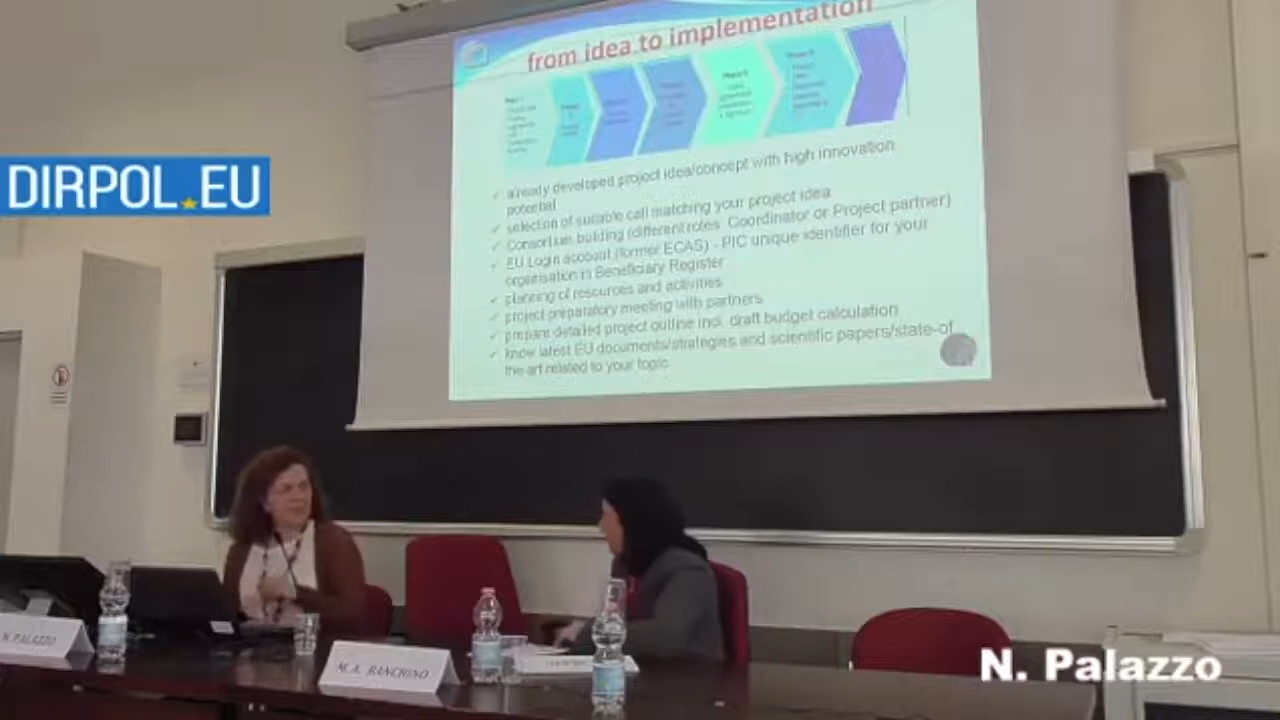 from idea to implementation
DIRPOL.EU
✓ already developed project idea/concept with high innovation
potential
✓ selection of suitable call matching your project idea
✓ Consortium building (different roles: Coordinator or Project partner)
✓ EU Login account (former ECAS) - PIC unique identifier for your
organisation in Beneficiary Register
✓ planning of resources and activities
✓ project preparatory meeting with partners
✓ prepare detailed project outline incl. draft budget calculation
✓ know latest EU documents/strategies and scientific papers/state-of
the art related to your topic
N. PALAZZO
M. A.
N. Palazzo